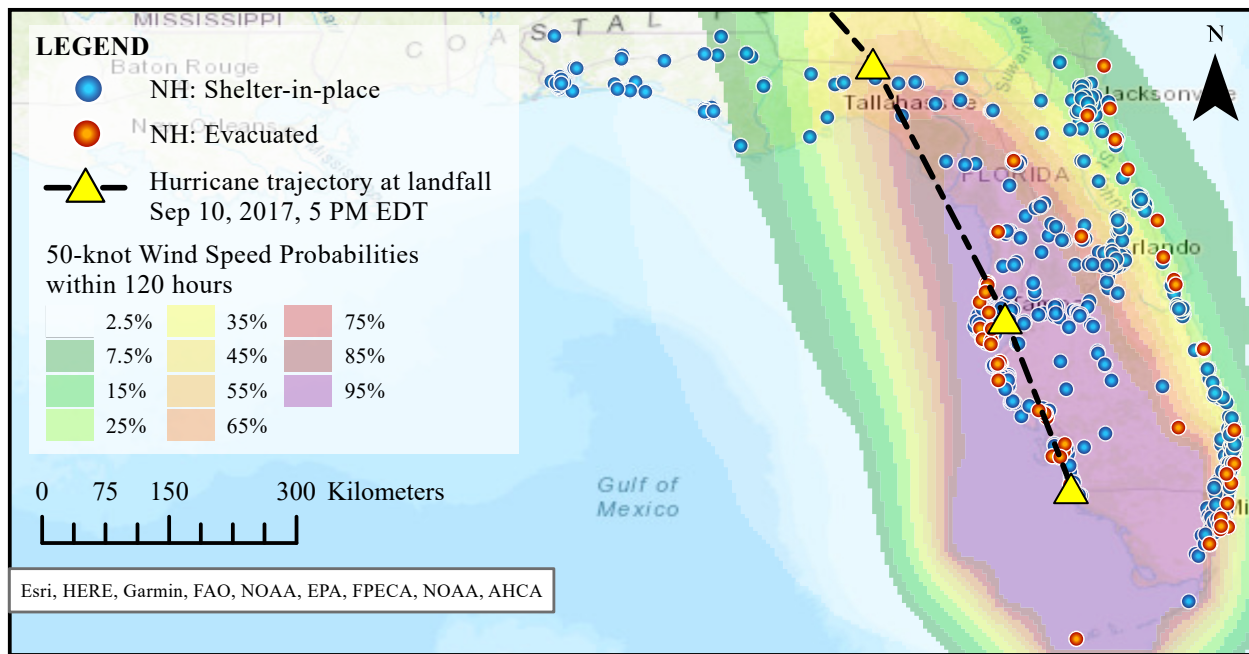 MISSISSIPPI
COASTAL
LEGEND
Baton Rouge
New Orleans
NH: Shelter-in-place
NH: Evacuated
Hurricane trajectory at landfall
Sep 10, 2017, 5 PM EDT
50-knot Wind Speed Probabilities
within 120 hours
2.5% 35% 75%
7.5% 45% 85%
15% 55% 95%
25% 65%
0 75 150 300 Kilometers
Esri, HERE, Garmin, FAO, NOAA, EPA, FPECA, NOAA, AHCA
N
Jacksonville
FLORIDA
Gulf of
Mexico